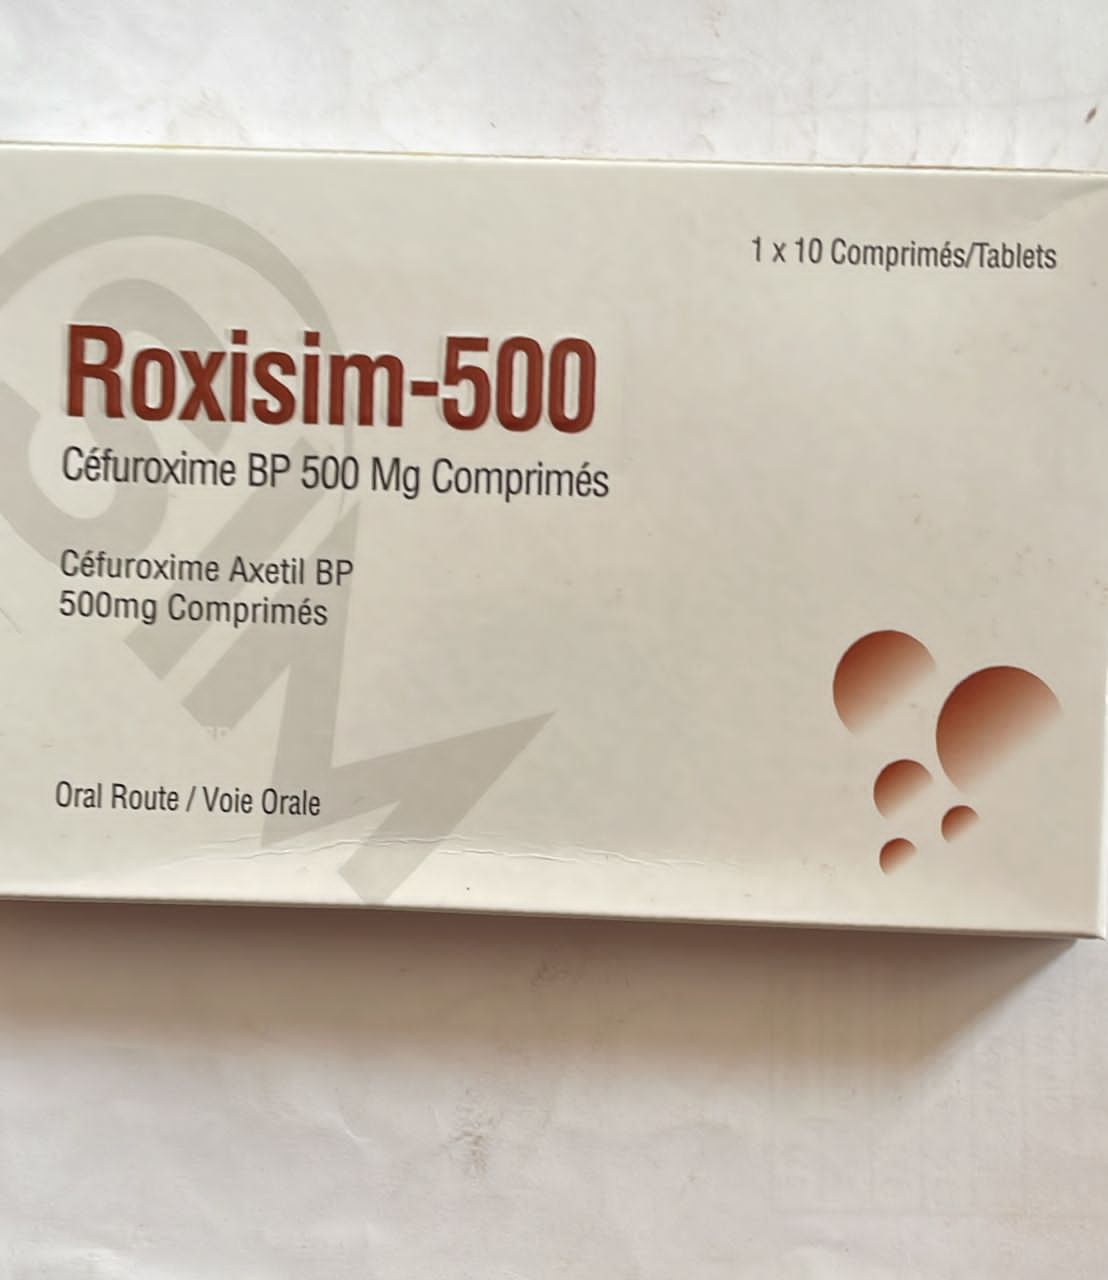 1 x 10 Comprimés/Tablets
Roxisim-500
Céfuroxime BP 500 Mg Comprimés
Céfuroxime Axetil BP
500mg Comprimés
Oral Route / Voie Orale